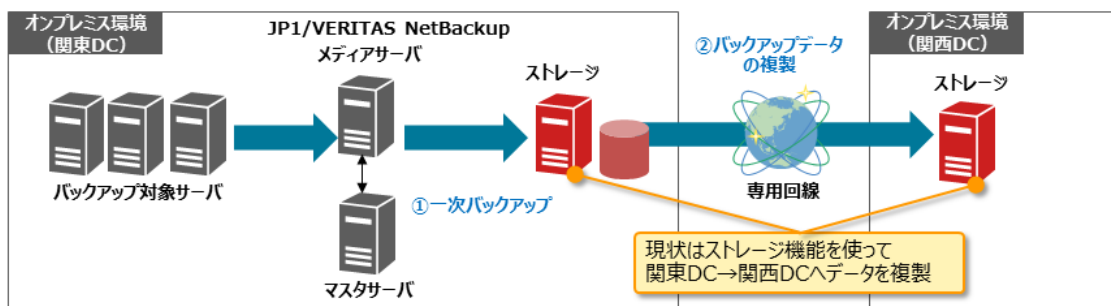 オンプレミス環境
（関東DC）
JP1/VERITAS NetBackup
メディアサーバ
ストレージ
②バックアップデータ
の複製
オンプレミス環境
（関西DC）
ストレージ
バックアップ対象サーバ
①一次バックアップ
専用回線
マスタサーバ
現状はストレージ機能を使って
関東DC→関西DCへデータを複製